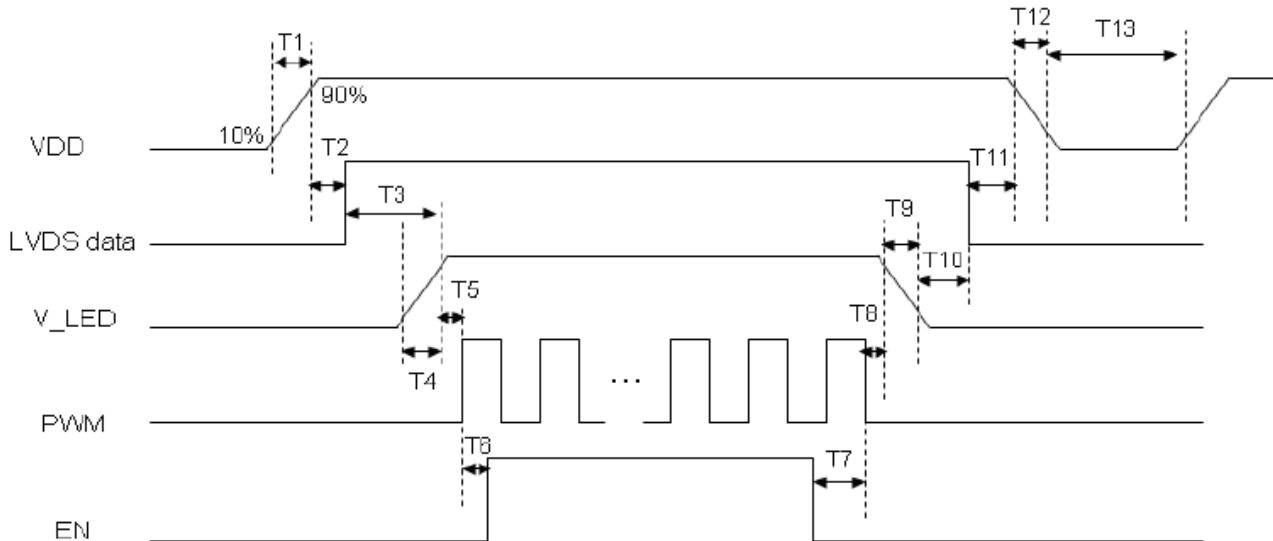 T1
T12
T13
90%
10%
VDD
T2
T11
T3
T9
LVDS data
T10
T5
V_LED
T8
T4
...
PWM
T6
T7
EN